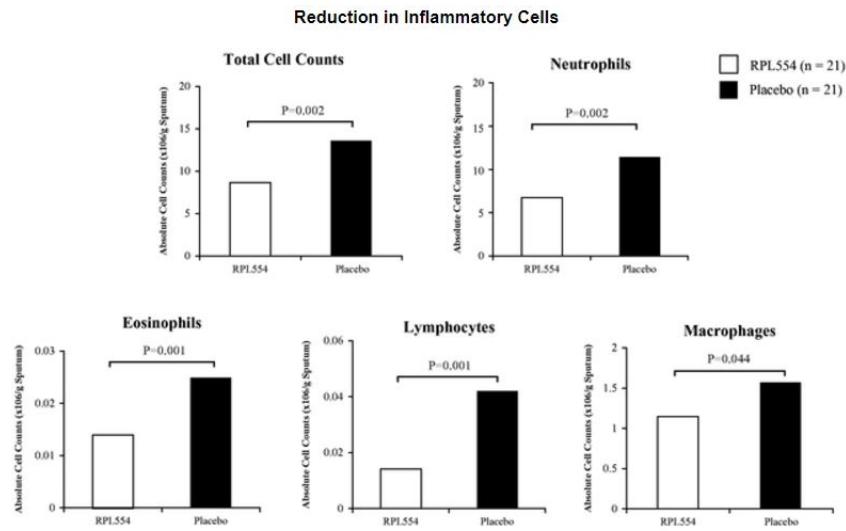 Reduction in Inflammatory Cells
Total Cell Counts
Absolute Cell Counts (x106/g Sputum)
20
15
10
5
0
P=0.002
RPL554
Placebo
Neutrophils
Absolute Cell Counts (x106/g Sputum)
20
15
10
5
0
P=0.002
RPL554
Placebo
RPL554 (n = 21)
Placebo (n = 21)
Eosinophils
Absolute Cell Counts (x106/g Sputum)
0.03
0.02
0.01
0
P=0.001
RPL554
Placebo
Lymphocytes
Absolute Cell Counts (x106/g Sputum)
0.06
0.04
0.02
0
P=0.001
RPL554
Placebo
Macrophages
Absolute Cell Counts (x106/g Sputum)
2
1.5
1
0.5
0
P=0.044
RPL554
Placebo